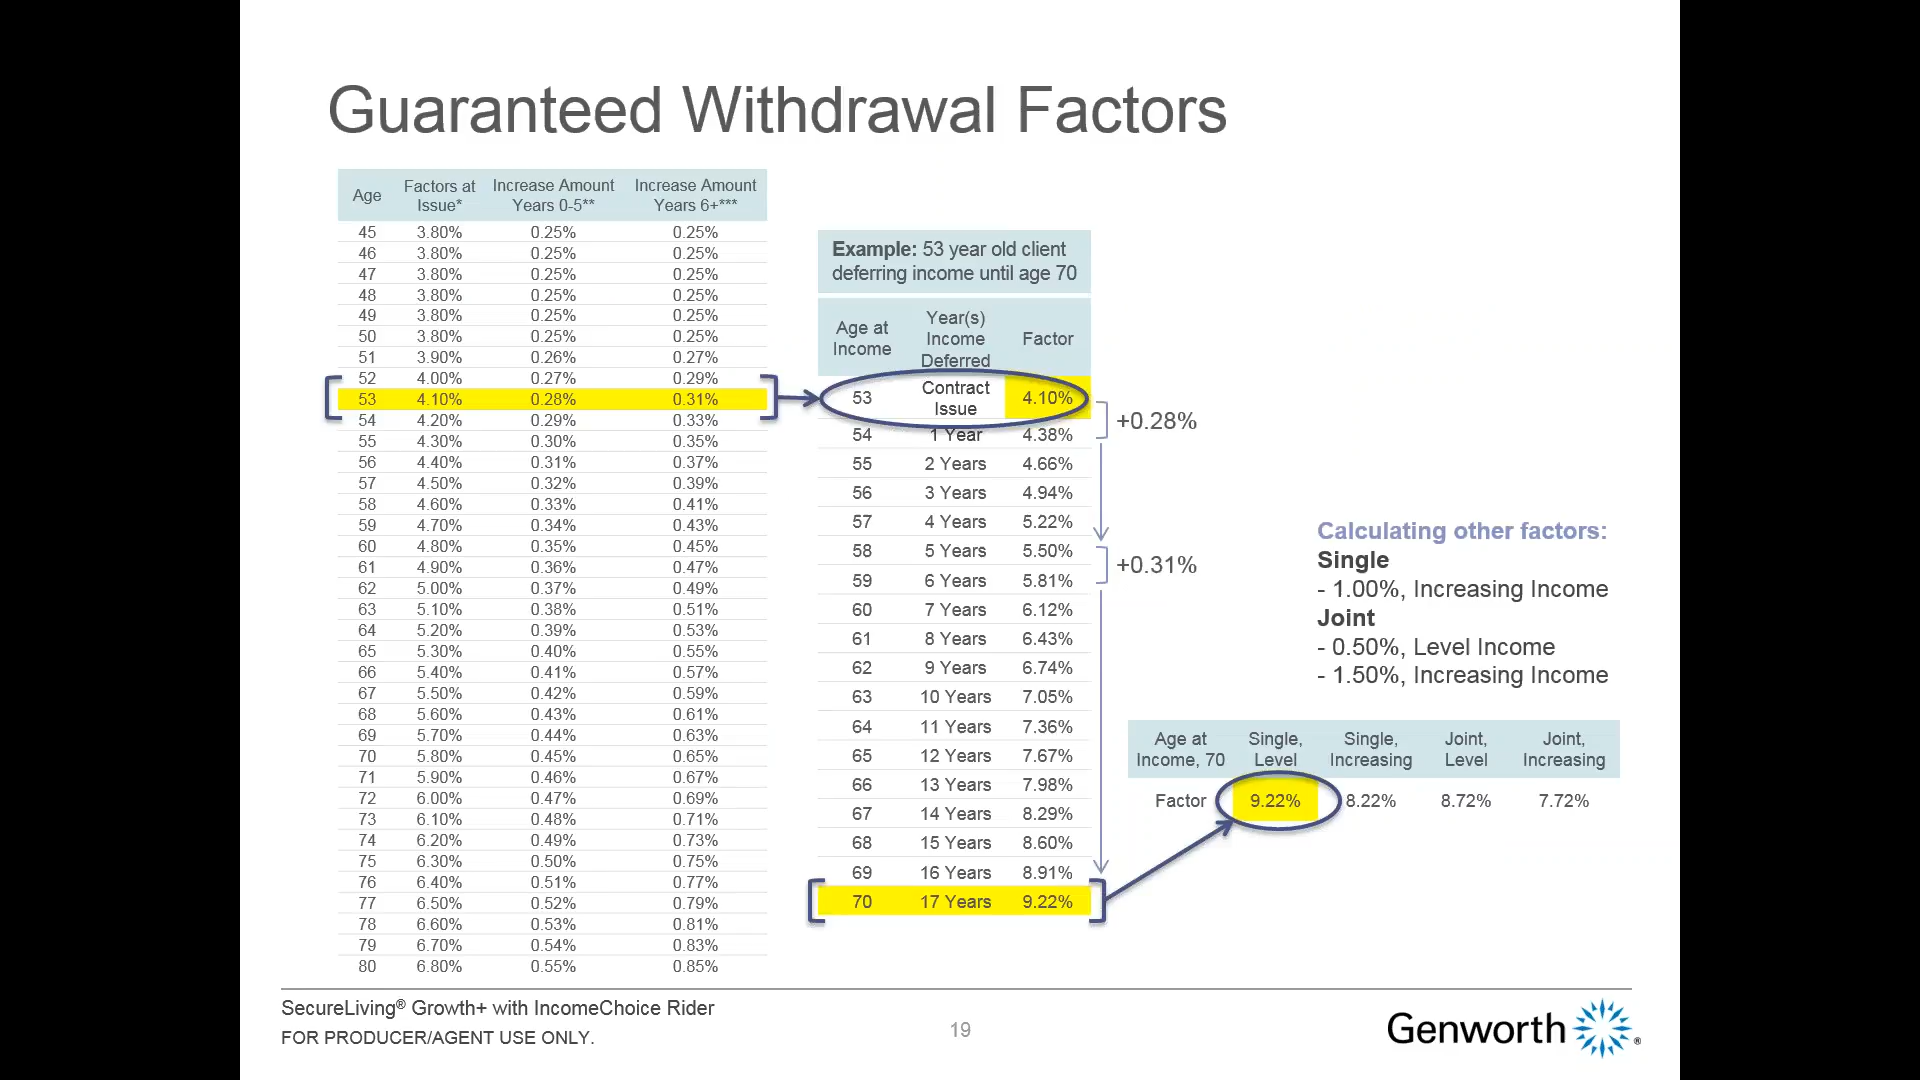 Guaranteed Withdrawal Factors
Age Factors at Issue* Increase Amount Years 0-5** Increase Amount Years 6+***
45 3.80% 0.25% 0.25%
46 3.80% 0.25% 0.25%
47 3.80% 0.25% 0.25%
48 3.80% 0.25% 0.25%
49 3.80% 0.25% 0.25%
50 3.80% 0.25% 0.25%
51 3.90% 0.26% 0.27%
52 4.00% 0.27% 0.29%
53 4.10% 0.28% 0.31%
54 4.20% 0.29% 0.33%
55 4.30% 0.30% 0.35%
56 4.40% 0.31% 0.37%
57 4.50% 0.32% 0.39%
58 4.60% 0.33% 0.41%
59 4.70% 0.34% 0.43%
60 4.80% 0.35% 0.45%
61 4.90% 0.36% 0.47%
62 5.00% 0.37% 0.49%
63 5.10% 0.38% 0.51%
64 5.20% 0.39% 0.53%
65 5.30% 0.40% 0.55%
66 5.40% 0.41% 0.57%
67 5.50% 0.42% 0.59%
68 5.60% 0.43% 0.61%
69 5.70% 0.44% 0.63%
70 5.80% 0.45% 0.65%
71 5.90% 0.46% 0.67%
72 6.00% 0.47% 0.69%
73 6.10% 0.48% 0.71%
74 6.20% 0.49% 0.73%
75 6.30% 0.50% 0.75%
76 6.40% 0.51% 0.77%
77 6.50% 0.52% 0.79%
78 6.60% 0.53% 0.81%
79 6.70% 0.54% 0.83%
80 6.80% 0.55% 0.85%
Example: 53 year old client
deferring income until age 70
Age at Income Year(s) Income Deferred Factor
53 Contract Issue 4.10%
54 1 Year 4.38%
55 2 Years 4.66%
56 3 Years 4.94%
57 4 Years 5.22%
58 5 Years 5.50%
59 6 Years 5.81%
60 7 Years 6.12%
61 8 Years 6.43%
62 9 Years 6.74%
63 10 Years 7.05%
64 11 Years 7.36%
65 12 Years 7.67%
66 13 Years 7.98%
67 14 Years 8.29%
68 15 Years 8.60%
69 16 Years 8.91%
70 17 Years 9.22%
+0.28%
+0.31%
Calculating other factors:
Single
- 1.00%, Increasing Income
Joint
- 0.50%, Level Income
- 1.50%, Increasing Income
Age at Income, 70 Single, Level Single, Increasing Joint, Level Joint, Increasing
Factor 9.22% 8.22% 8.72% 7.72%
SecureLiving® Growth+ with IncomeChoice Rider
FOR PRODUCER/AGENT USE ONLY.
19
Genworth®